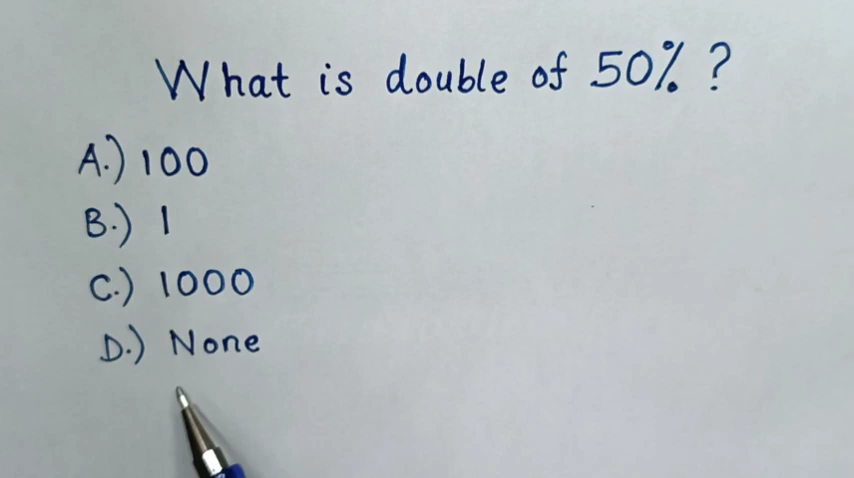 What is double of 50% ?
A.) 100
B.) 1
C.) 1000
D.) None